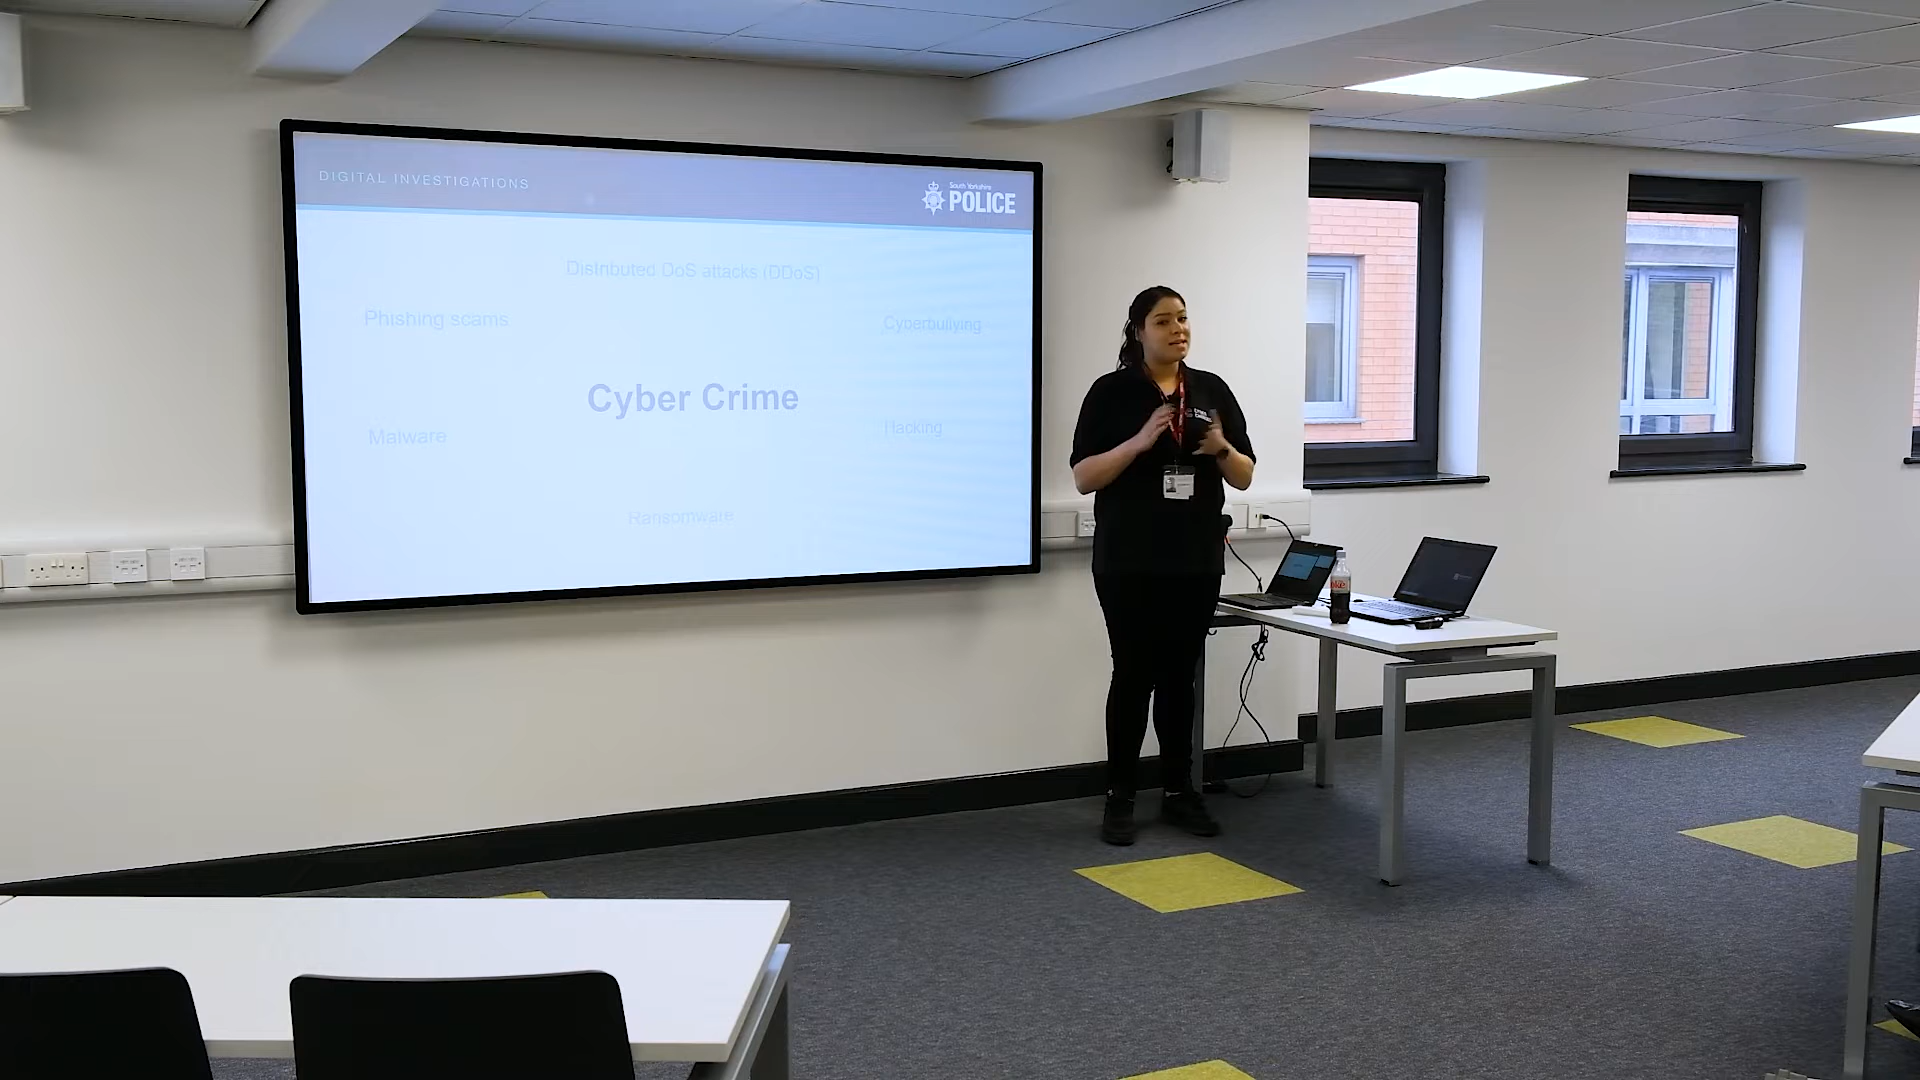 DIGITAL INVESTIGATIONS
South Yorkshire
POLICE
Distributed DoS attacks (DDoS)
Phishing scams
Cyberbullying
Cyber Crime
Malware
Hacking
Ransomware